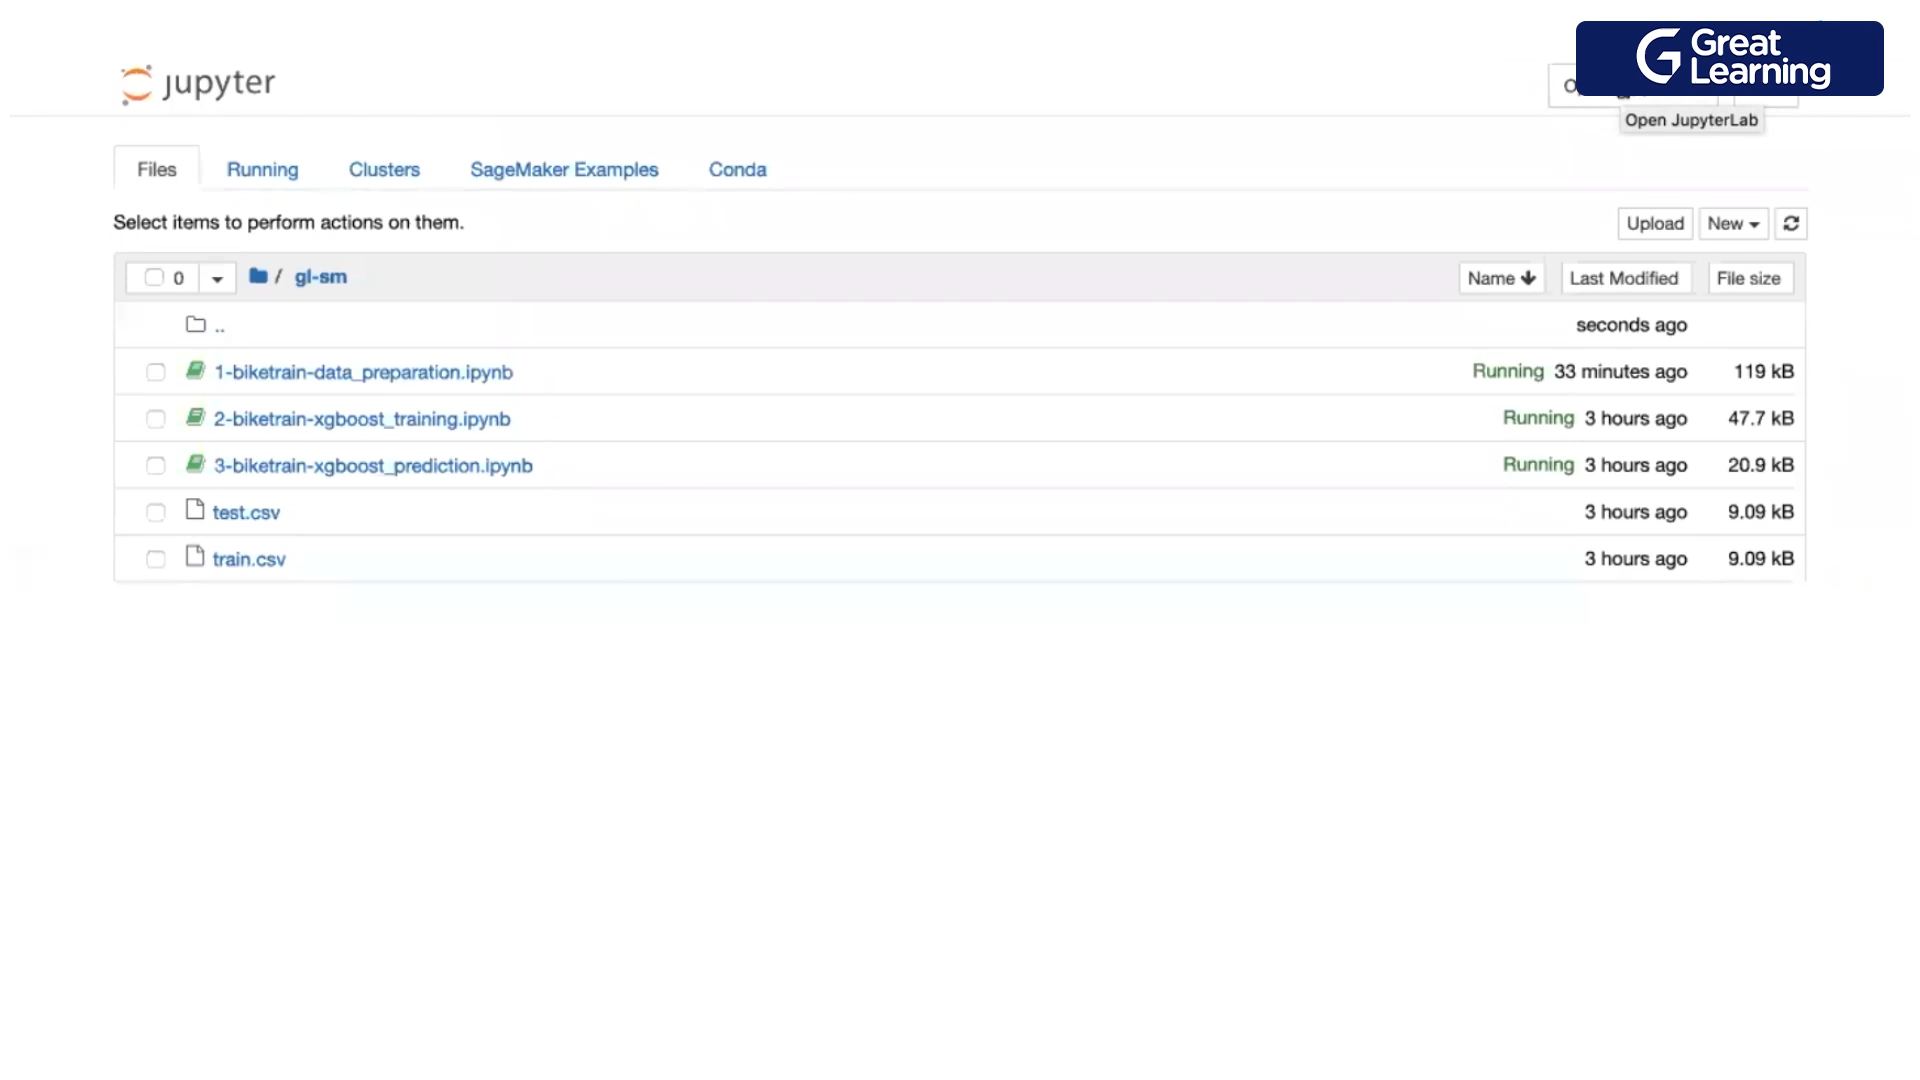 Great
Learning
jupyter
Open JupyterLab
Files Running Clusters SageMaker Examples Conda
Select items to perform actions on them.
Upload New
0 / gl-sm Name Last Modified File size
.. seconds ago
1-biketrain-data_preparation.ipynb Running 33 minutes ago 119 kB
2-biketrain-xgboost_training.ipynb Running 3 hours ago 47.7 kB
3-biketrain-xgboost_prediction.ipynb Running 3 hours ago 20.9 kB
test.csv 3 hours ago 9.09 kB
train.csv 3 hours ago 9.09 kB